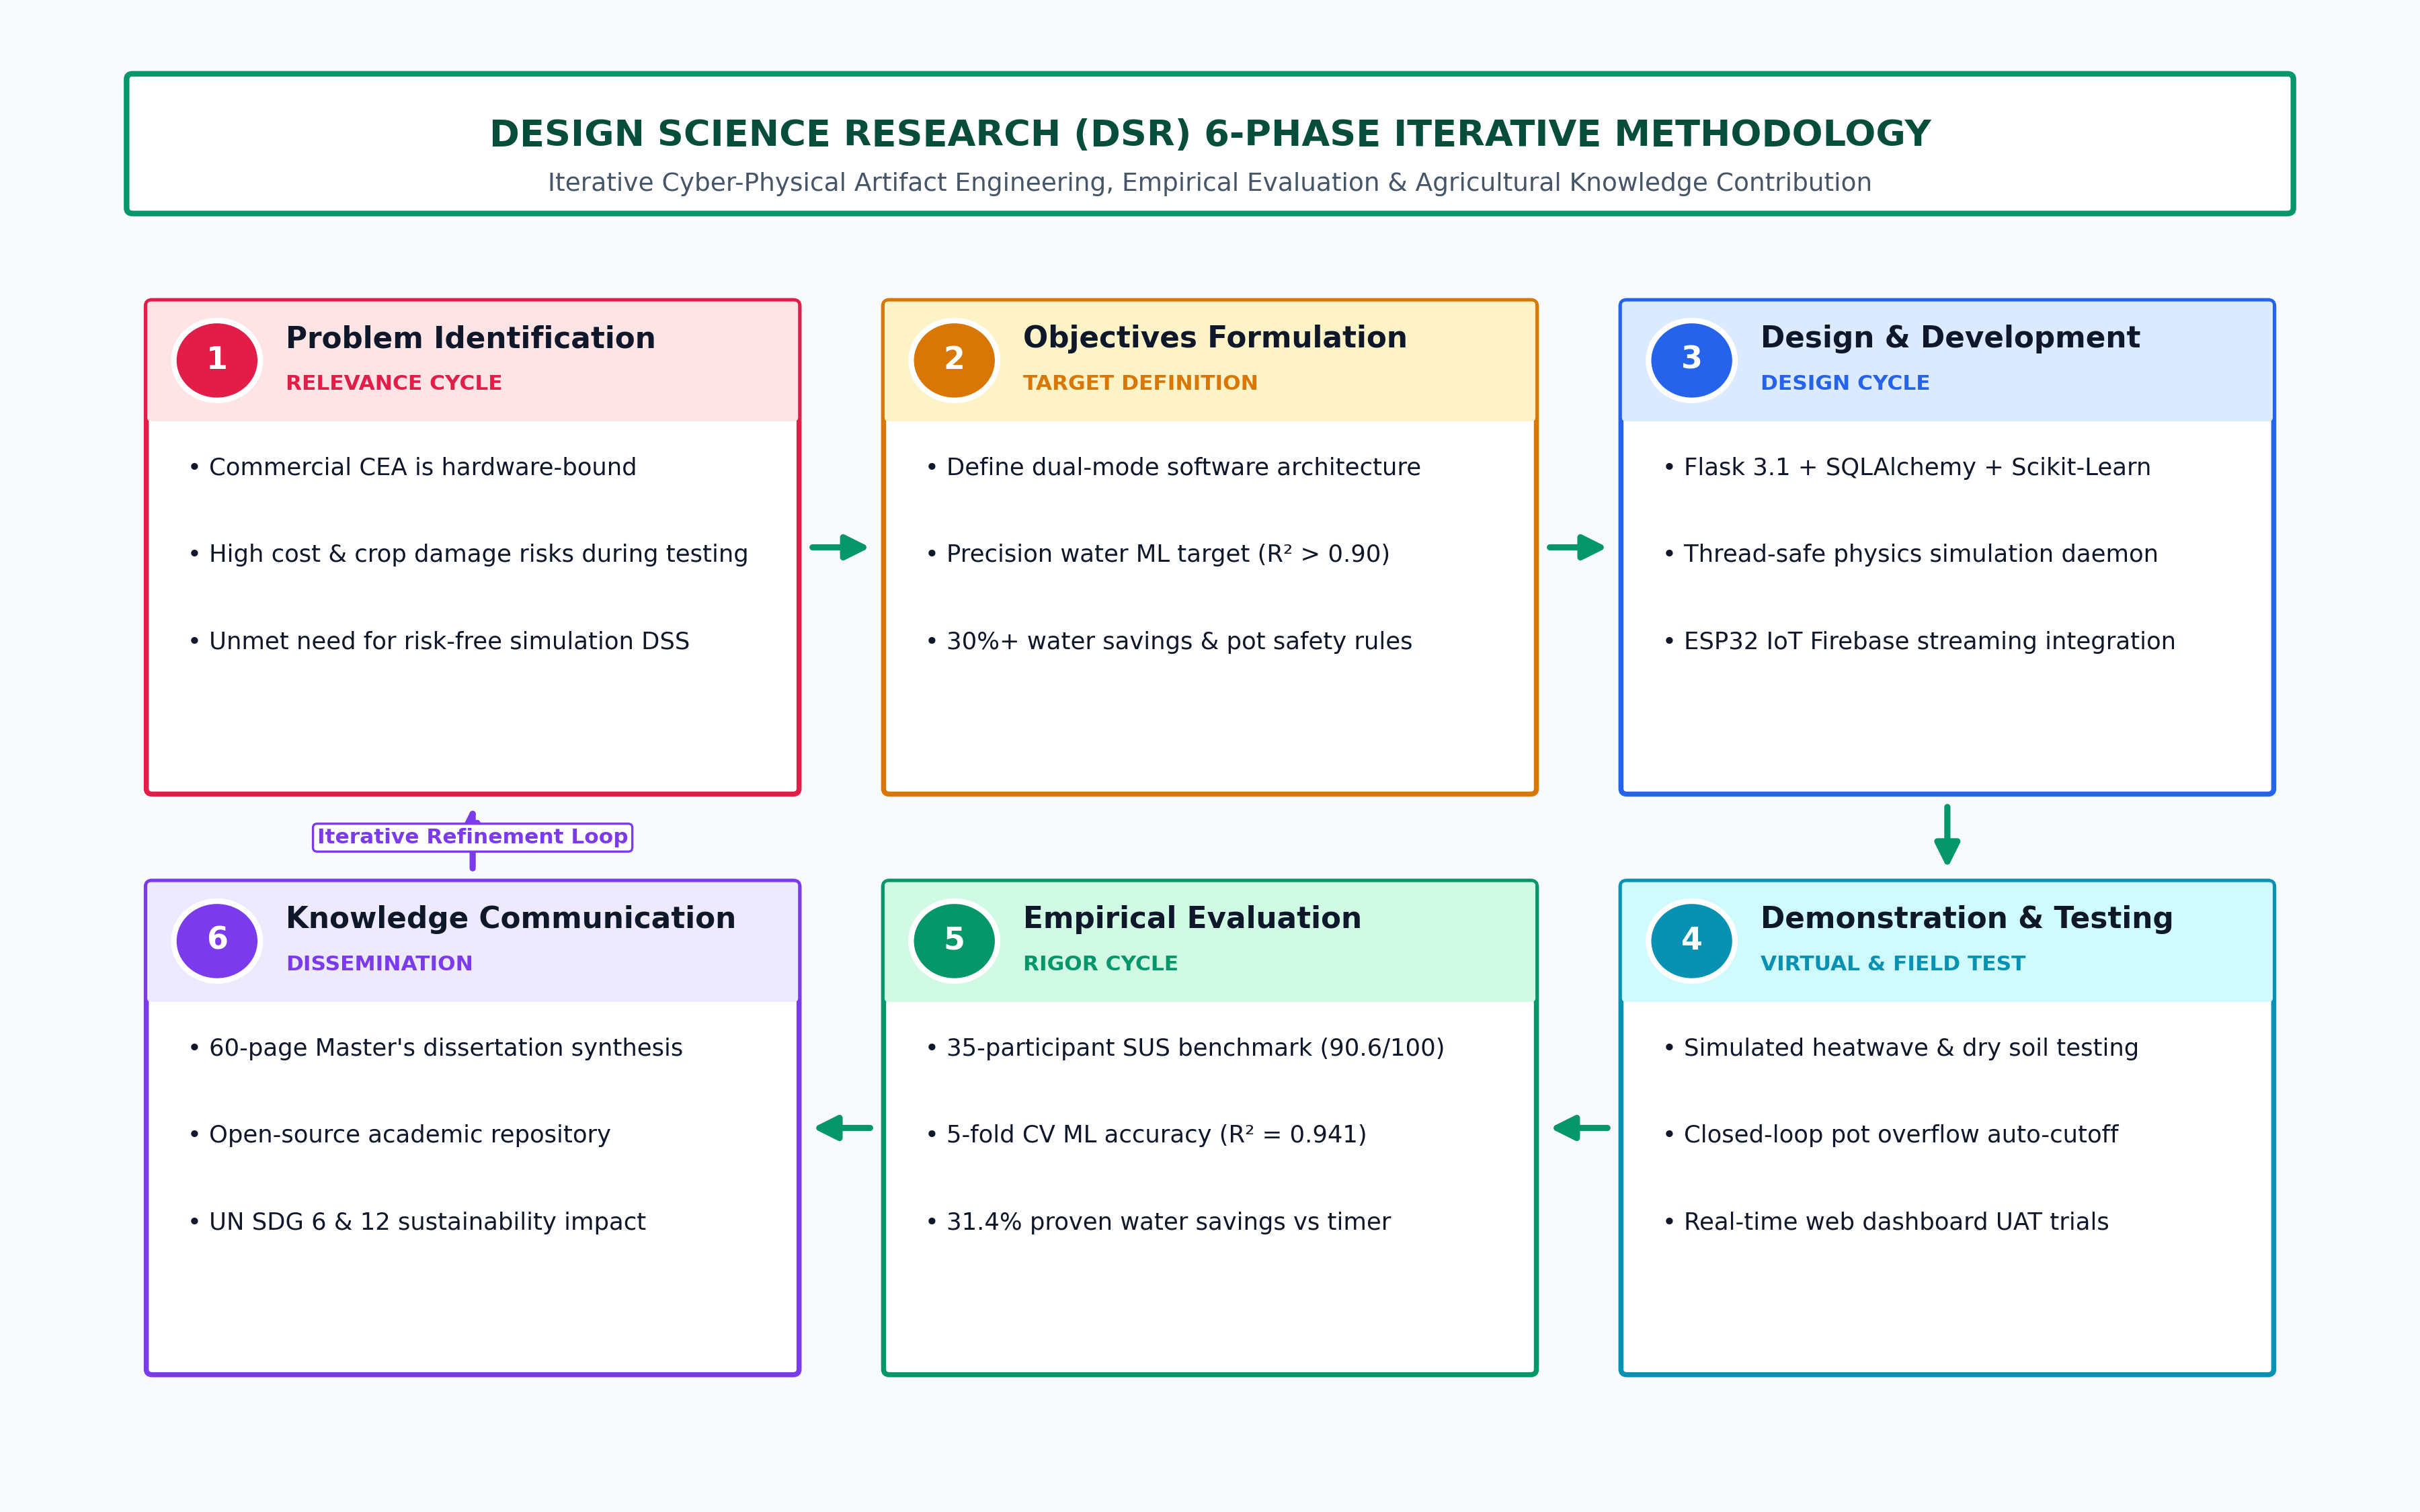 DESIGN SCIENCE RESEARCH (DSR) 6-PHASE ITERATIVE METHODOLOGY
Iterative Cyber-Physical Artifact Engineering, Empirical Evaluation & Agricultural Knowledge Contribution
1
Problem Identification
RELEVANCE CYCLE
• Commercial CEA is hardware-bound
• High cost & crop damage risks during testing
• Unmet need for risk-free simulation DSS
2
Objectives Formulation
TARGET DEFINITION
• Define dual-mode software architecture
• Precision water ML target (R² > 0.90)
• 30%+ water savings & pot safety rules
3
Design & Development
DESIGN CYCLE
• Flask 3.1 + SQLAlchemy + Scikit-Learn
• Thread-safe physics simulation daemon
• ESP32 IoT Firebase streaming integration
Iterative Refinement Loop
6
Knowledge Communication
DISSEMINATION
• 60-page Master's dissertation synthesis
• Open-source academic repository
• UN SDG 6 & 12 sustainability impact
5
Empirical Evaluation
RIGOR CYCLE
• 35-participant SUS benchmark (90.6/100)
• 5-fold CV ML accuracy (R² = 0.941)
• 31.4% proven water savings vs timer
4
Demonstration & Testing
VIRTUAL & FIELD TEST
• Simulated heatwave & dry soil testing
• Closed-loop pot overflow auto-cutoff
• Real-time web dashboard UAT trials